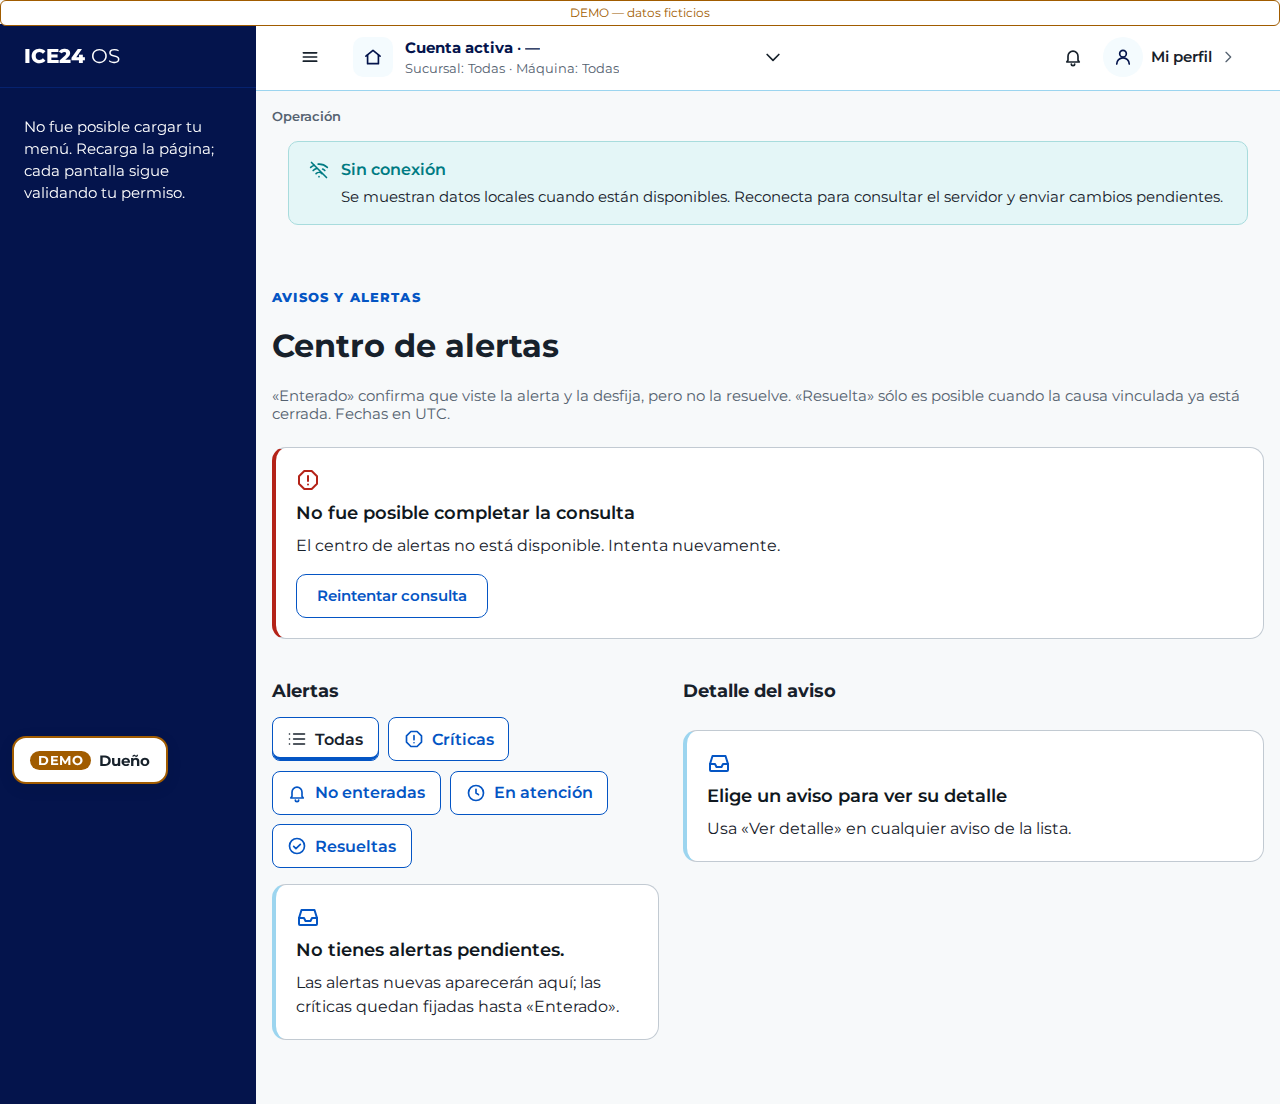 DEMO — datos ficticios
ICE24 OS
Cuenta activa · —
Sucursal: Todas · Máquina: Todas
Mi perfil
No fue posible cargar tu
menú. Recarga la página;
cada pantalla sigue
validando tu permiso.
Operación
Sin conexión
Se muestran datos locales cuando están disponibles. Reconecta para consultar el servidor y enviar cambios pendientes.
AVISOS Y ALERTAS
Centro de alertas
«Enterado» confirma que viste la alerta y la desfija, pero no la resuelve. «Resuelta» sólo es posible cuando la causa vinculada ya está
cerrada. Fechas en UTC.
No fue posible completar la consulta
El centro de alertas no está disponible. Intenta nuevamente.
Reintentar consulta
Alertas
Todas
Críticas
No enteradas
En atención
Resueltas
No tienes alertas pendientes.
Las alertas nuevas aparecerán aquí; las
críticas quedan fijadas hasta «Enterado».
Detalle del aviso
Elige un aviso para ver su detalle
Usa «Ver detalle» en cualquier aviso de la lista.
DEMO Dueño